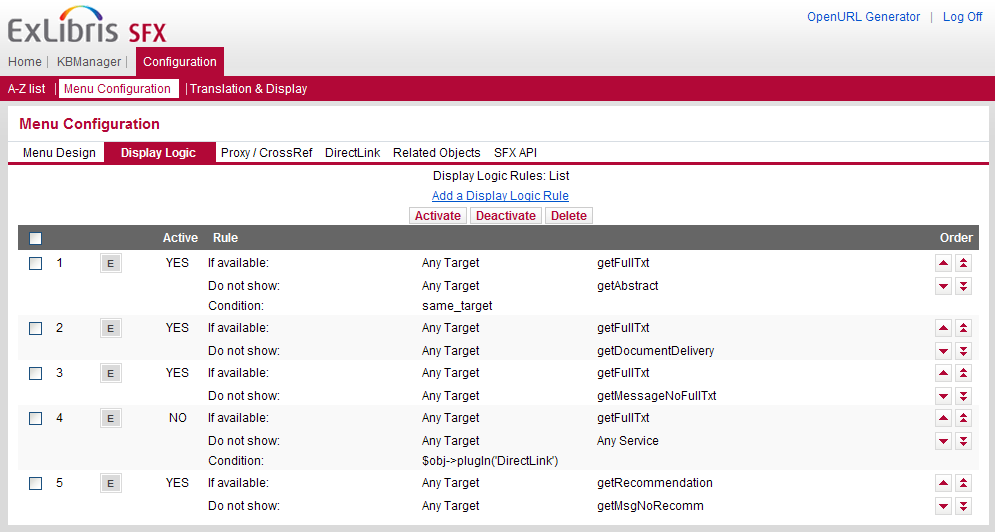 ExLibris SFX
OpenURL Generator | Log Off
Home | KBManager | Configuration
A-Z list | Menu Configuration | Translation & Display
Menu Configuration
Menu Design Display Logic Proxy / CrossRef DirectLink Related Objects SFX API
Display Logic Rules: List
Add a Display Logic Rule
Activate Deactivate Delete
Active Rule Order
1 E YES If available: Any Target getFullTxt
Do not show: Any Target getAbstract
Condition: same_target
2 E YES If available: Any Target getFullTxt
Do not show: Any Target getDocumentDelivery
3 E YES If available: Any Target getFullTxt
Do not show: Any Target getMessageNoFullTxt
4 E NO If available: Any Target getFullTxt
Do not show: Any Target Any Service
Condition: $obj->plugIn('DirectLink')
5 E YES If available: Any Target getRecommendation
Do not show: Any Target getMsgNoRecomm